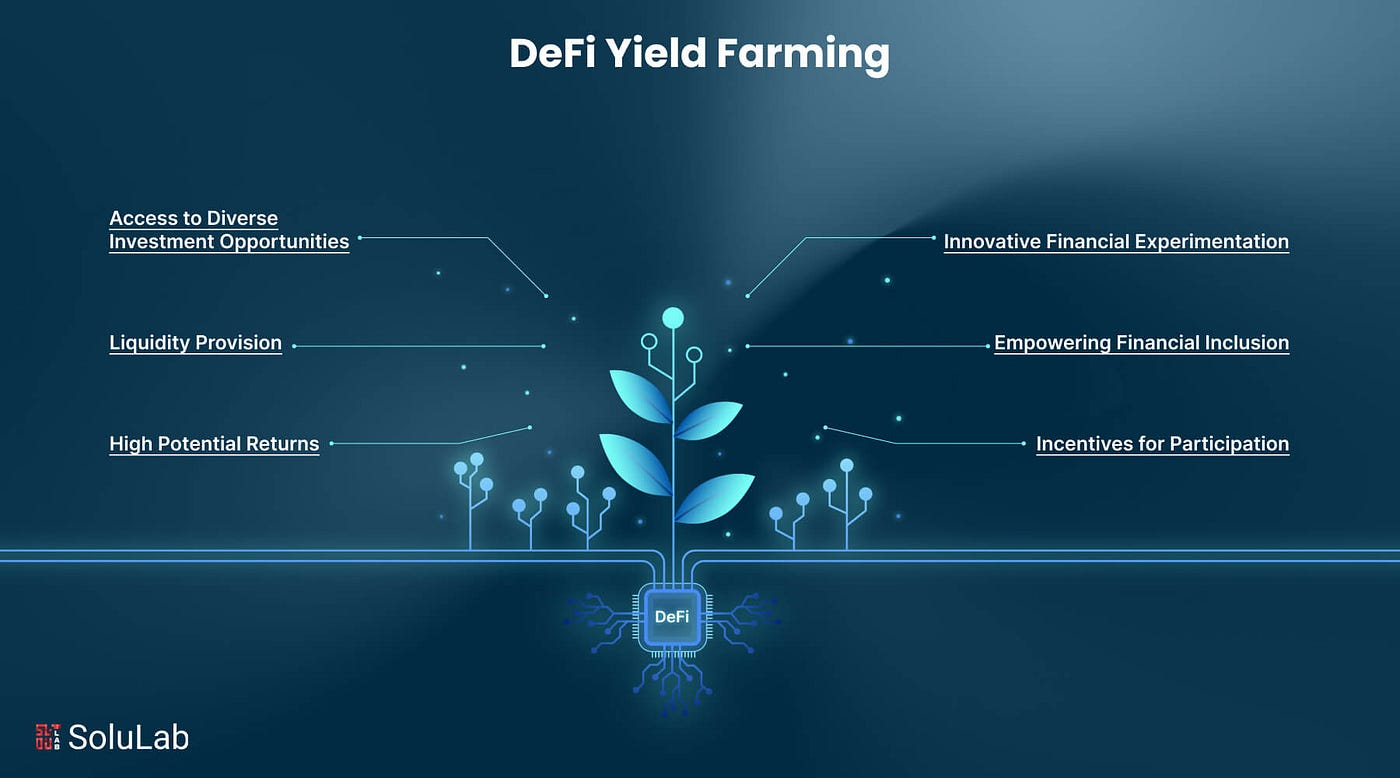 DeFi Yield Farming
Access to Diverse
Investment Opportunities
Liquidity Provision
High Potential Returns
Innovative Financial Experimentation
Empowering Financial Inclusion
Incentives for Participation
DeFi
SoluLab